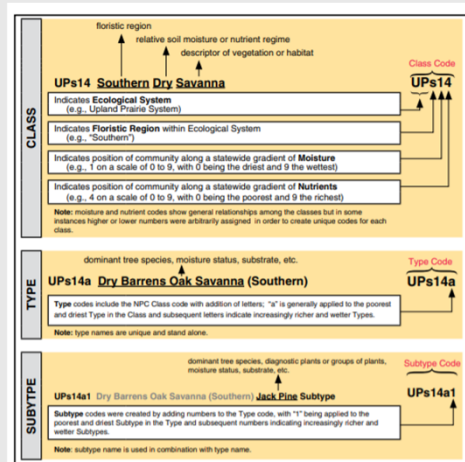 floristic region
relative soil moisture or nutrient regime
descriptor of vegetation or habitat
Class Code
UPs14 Southern Dry Savanna
UPs14
CLASS
Indicates Ecological System
(e.g., Upland Prairie System)
Indicates Floristic Region within Ecological System
(e.g., “Southern”)
Indicates position of community along a statewide gradient of Moisture
(e.g., 1 on a scale of 0 to 9, with 0 being the driest and 9 the wettest)
Indicates position of community along a statewide gradient of Nutrients
(e.g., 4 on a scale of 0 to 9, with 0 being the poorest and 9 the richest)
Note: moisture and nutrient codes show general relationships among the classes but in some
instances higher or lower numbers were arbitrarily assigned in order to create unique codes for each
class.
dominant tree species, moisture status, substrate, etc.
Type Code
UPs14a Dry Barrens Oak Savanna (Southern)
UPs14a
TYPE
Type codes include the NPC Class code with addition of letters; “a” is generally applied to the poorest
and driest Type in the Class and subsequent letters indicate increasingly richer and wetter Types.
Note: type names are unique and stand alone.
dominant tree species, diagnostic plants or groups of plants,
moisture status, substrate, etc.
Subtype Code
UPs14a1 Dry Barrens Oak Savanna (Southern) Jack Pine Subtype
UPs14a1
SUBYTPE
Subtype codes were created by adding numbers to the Type code, with “1” being applied to the
poorest and driest Subtype in the Type and subsequent numbers indicating increasingly richer and
wetter Subtypes.
Note: subtype name is used in combination with type name.